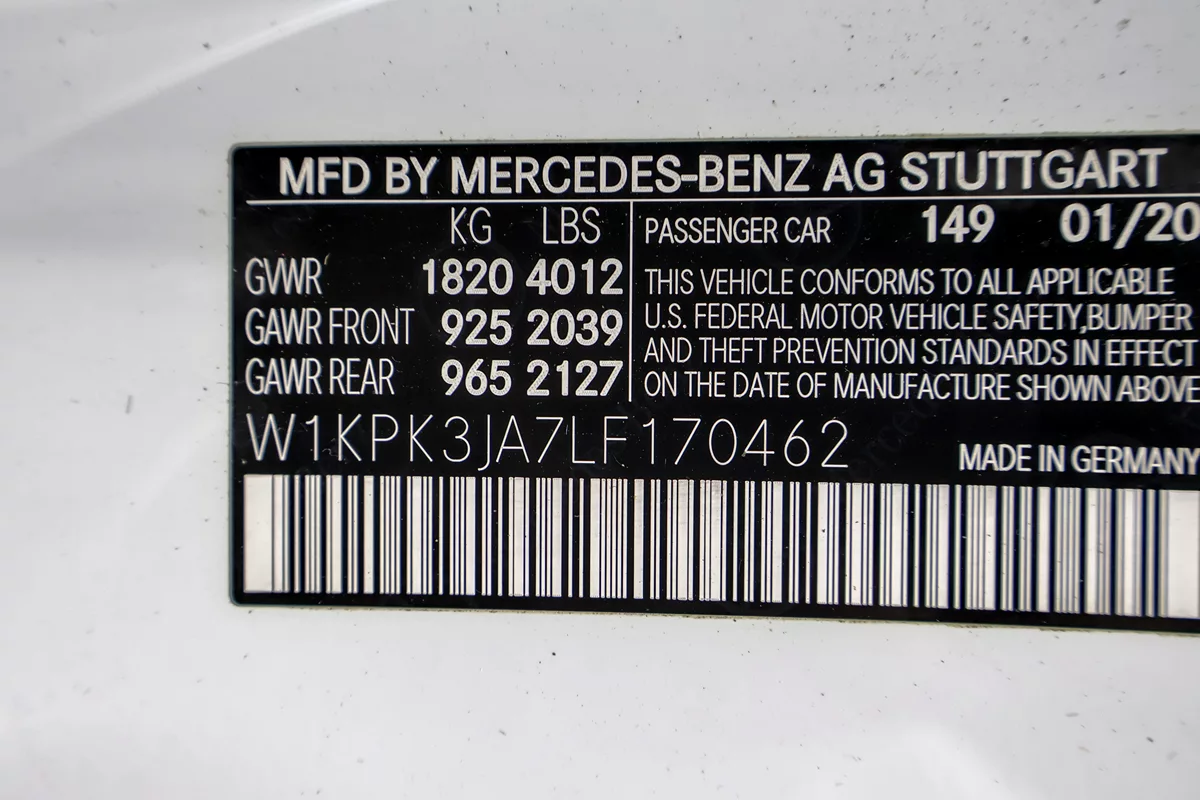 MFD BY MERCEDES-BENZ AG STUTTGART
KG LBS
GVWR 1820 4012
GAWR FRONT 925 2039
GAWR REAR 965 2127
PASSENGER CAR 149 01/20
THIS VEHICLE CONFORMS TO ALL APPLICABLE
U.S. FEDERAL MOTOR VEHICLE SAFETY,BUMPER
AND THEFT PREVENTION STANDARDS IN EFFECT
ON THE DATE OF MANUFACTURE SHOWN ABOVE
W1KPK3JA7LF170462
MADE IN GERMANY